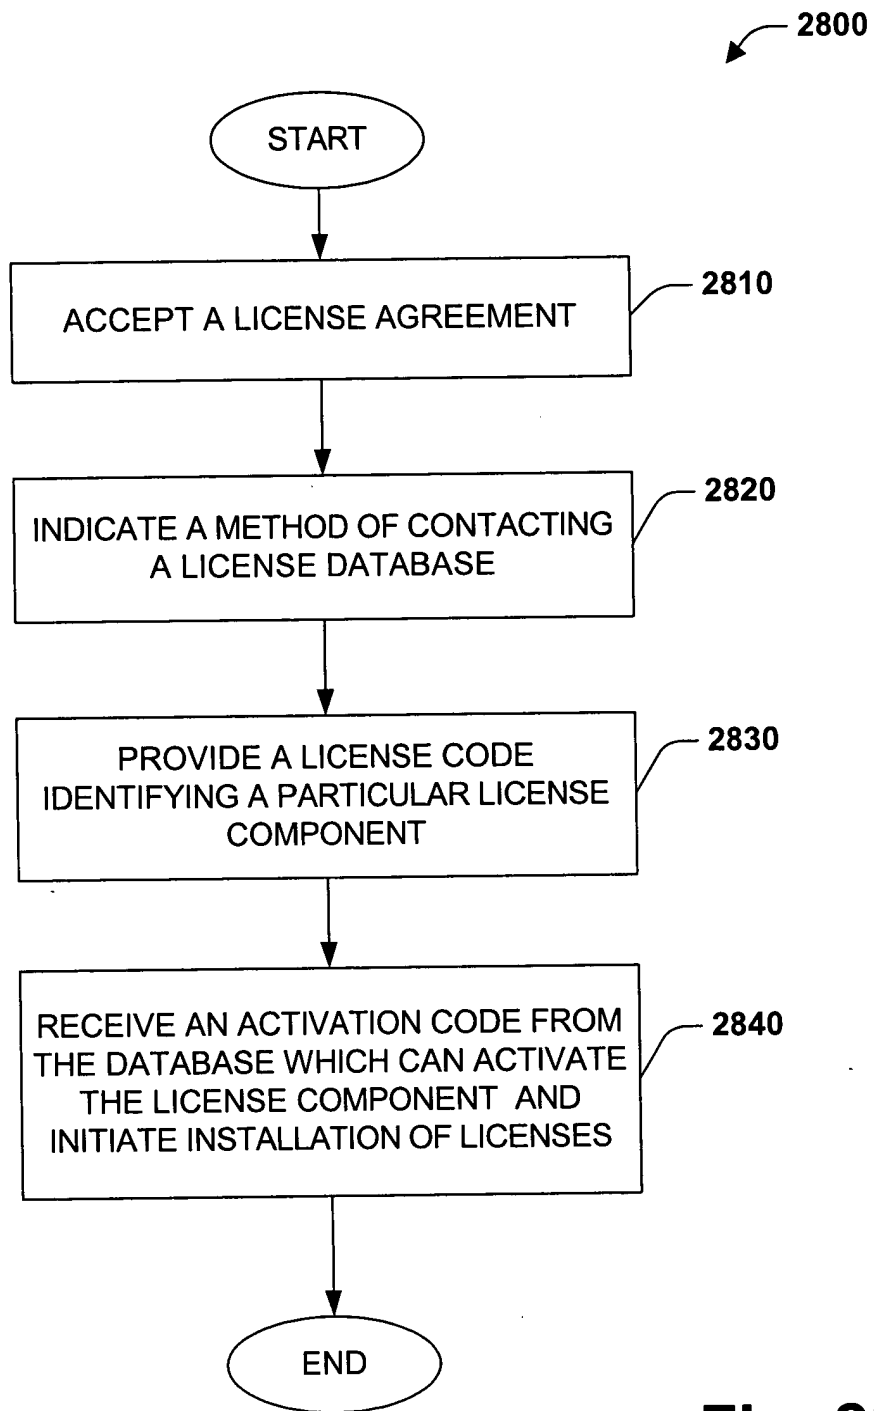 2800
START
ACCEPT A LICENSE AGREEMENT
2810
INDICATE A METHOD OF CONTACTING
A LICENSE DATABASE
2820
PROVIDE A LICENSE CODE
IDENTIFYING A PARTICULAR LICENSE
COMPONENT
2830
RECEIVE AN ACTIVATION CODE FROM
THE DATABASE WHICH CAN ACTIVATE
THE LICENSE COMPONENT AND
INITIATE INSTALLATION OF LICENSES
2840
END